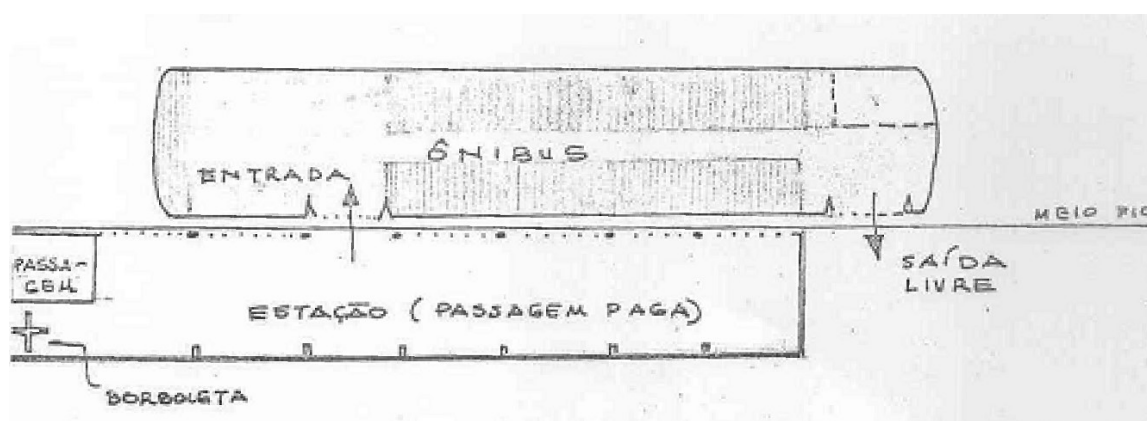 ÔNIBUS
ENTRADA
MEIO FIO
PASSA-
GEM
SAÍDA
LIVRE
ESTAÇÃO (PASSAGEM PAGA)
BORBOLETA